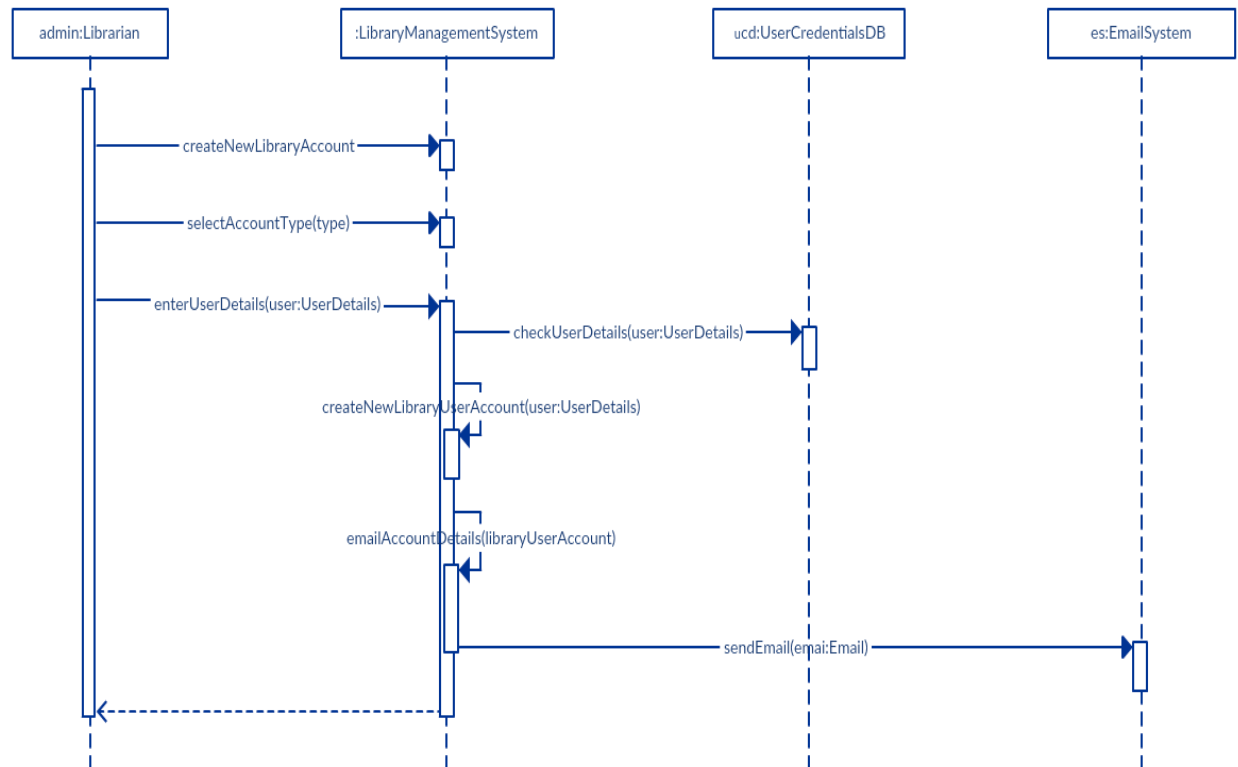 admin:Librarian
:LibraryManagementSystem
ucd:UserCredentialsDB
es:EmailSystem
createNewLibraryAccount
selectAccountType(type)
enterUserDetails(user:UserDetails)
checkUserDetails(user:UserDetails)
createNewLibraryUserAccount(user:UserDetails)
emailAccountDetails(libraryUserAccount)
sendEmail(emai:Email)